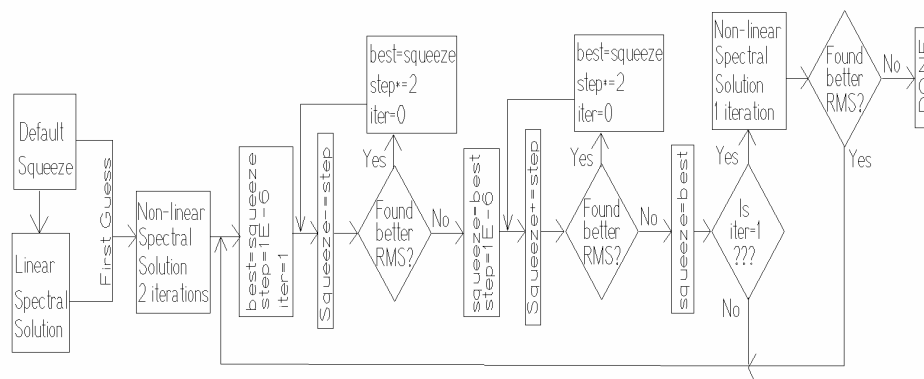 Default
Squeeze
Linear
Spectral
Solution
First Guess
Non-linear
Spectral
Solution
2 iterations
best=squeeze
step=1E-6
iter=1
Squeeze-=step
best=squeeze
step*=2
iter=0
Yes
Found
better
RMS?
No
squeeze=best
step=1E-6
Squeeze+=step
best=squeeze
step*=2
iter=0
Yes
Found
better
RMS?
No
squeeze=best
Non-linear
Spectral
Solution
1 iteration
Yes
Is
iter=1
???
No
Found
better
RMS?
No
Yes